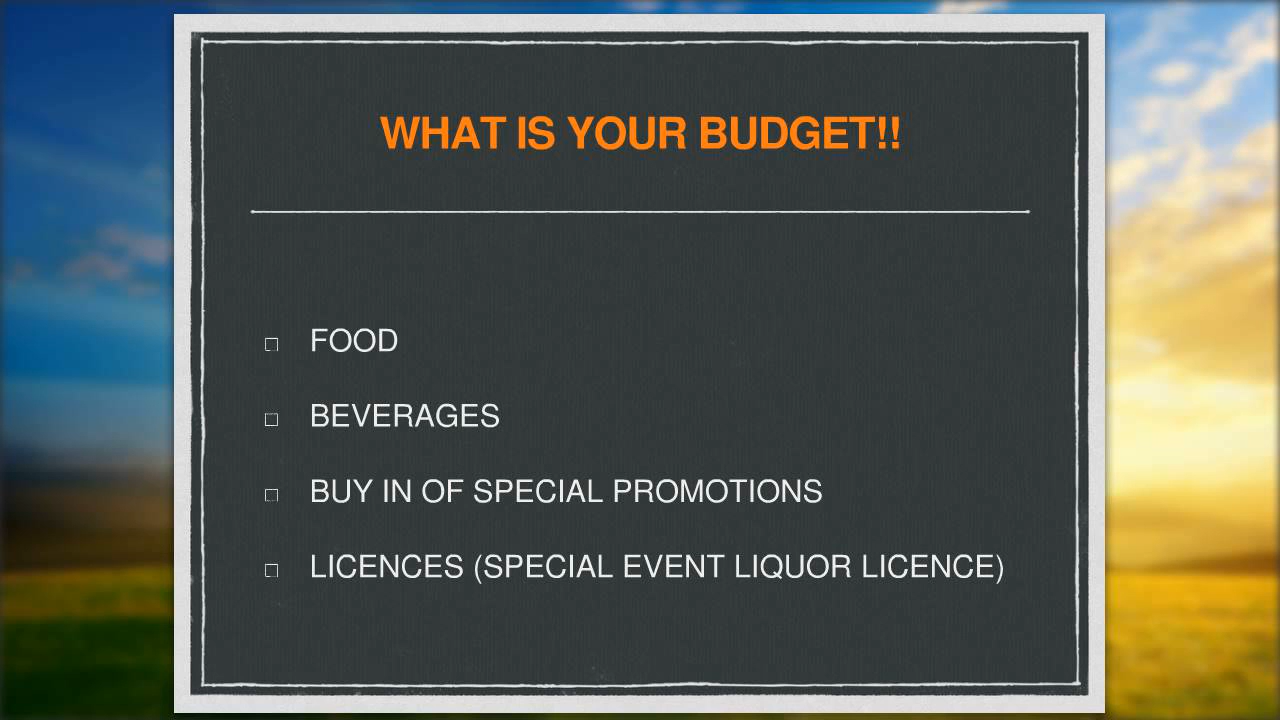 WHAT IS YOUR BUDGET!!
FOOD
BEVERAGES
BUY IN OF SPECIAL PROMOTIONS
LICENCES (SPECIAL EVENT LIQUOR LICENCE)